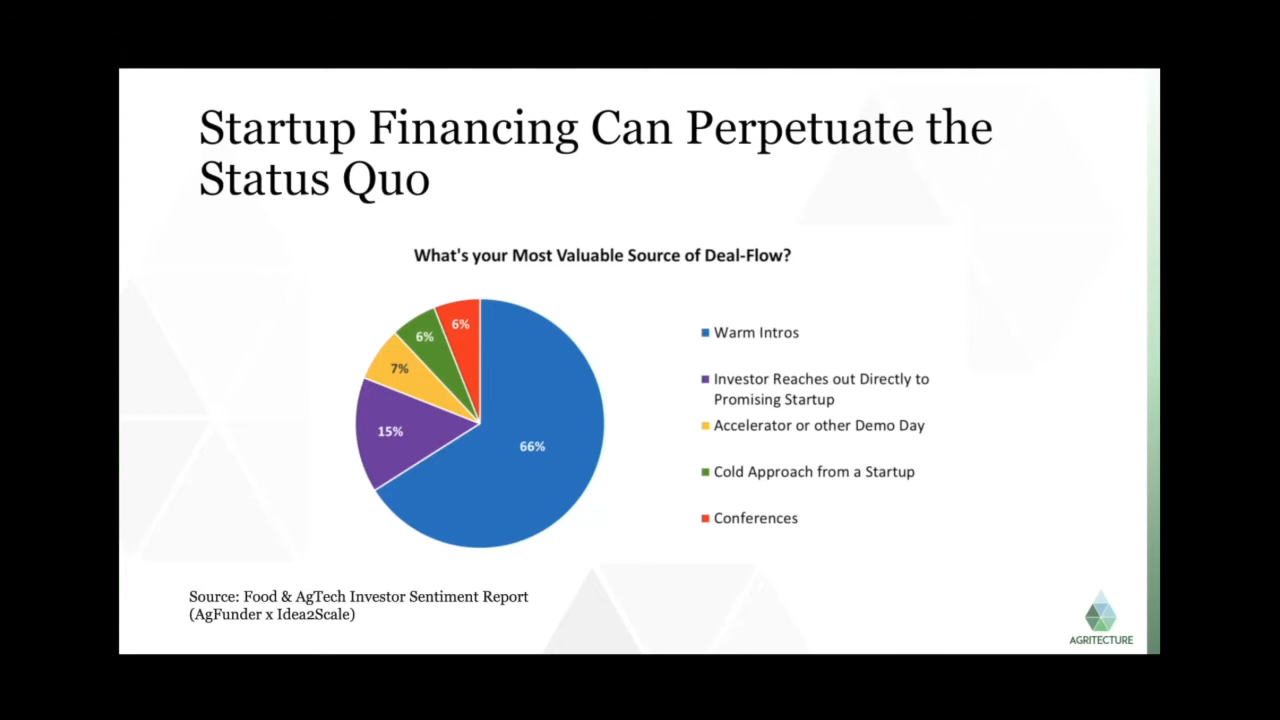 Startup Financing Can Perpetuate the
Status Quo
What's your Most Valuable Source of Deal-Flow?
6%
6%
7%
15%
66%
Warm Intros
Investor Reaches out Directly to
Promising Startup
Accelerator or other Demo Day
Cold Approach from a Startup
Conferences
Source: Food & AgTech Investor Sentiment Report
(AgFunder x Idea2Scale)
AGRITECTURE